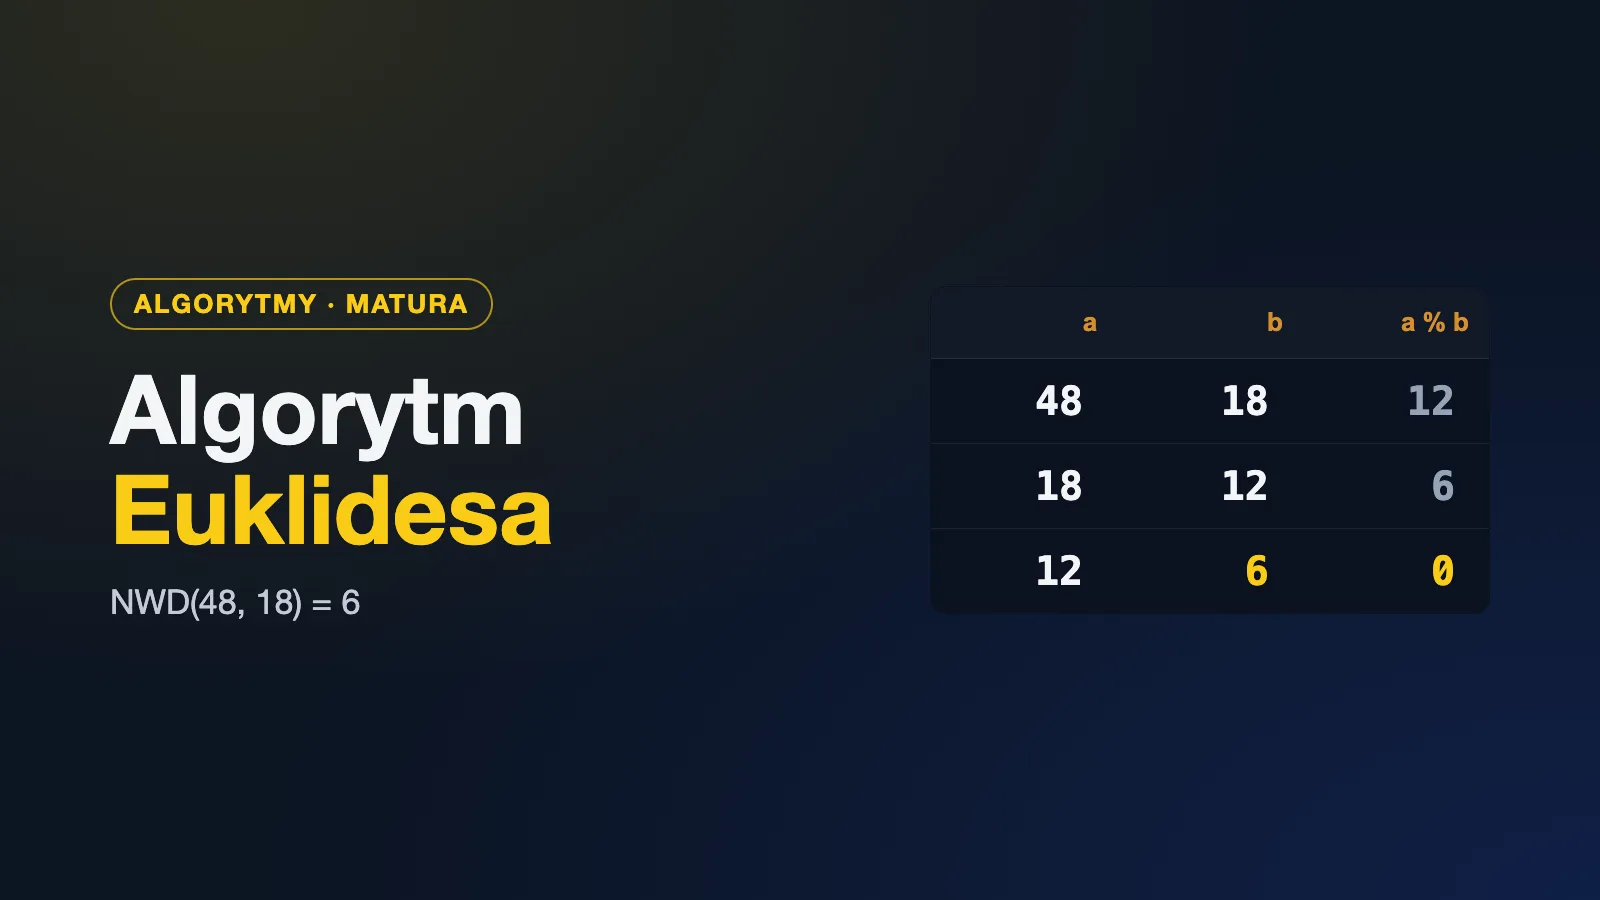 ALGORYTMY · MATURA
Algorytm
Euklidesa
NWD(48, 18) = 6
a b a % b
48 18 12
18 12 6
12 6 0